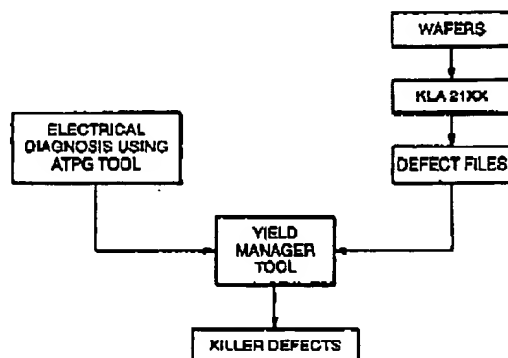 WAFERS
KLA 21XX
ELECTRICAL
DIAGNOSIS USING
ATPG TOOL
DEFECT FILES
YIELD
MANAGER
TOOL
KILLER DEFECTS